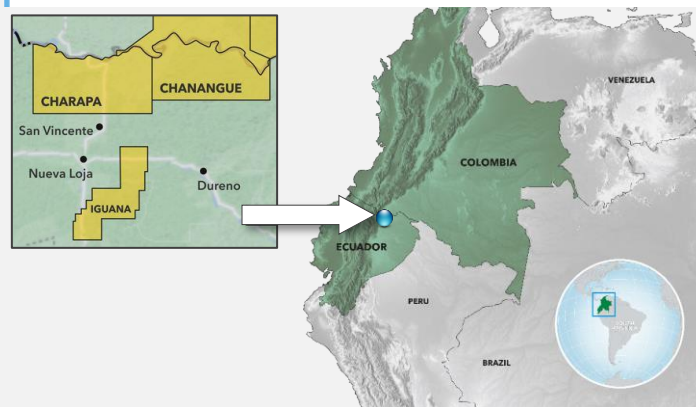 CHARAPA
CHANANGUE
San Vincente
Nueva Loja
Dureno
IGUANA
VENEZUELA
COLOMBIA
ECUADOR
PERU
BRAZIL